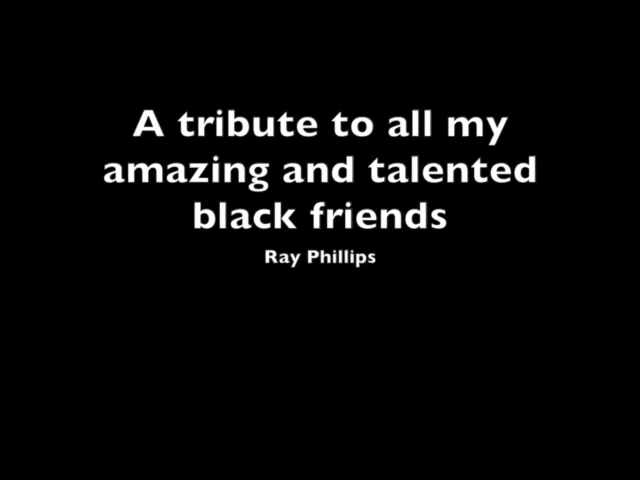 A tribute to all my
amazing and talented
black friends
Ray Phillips